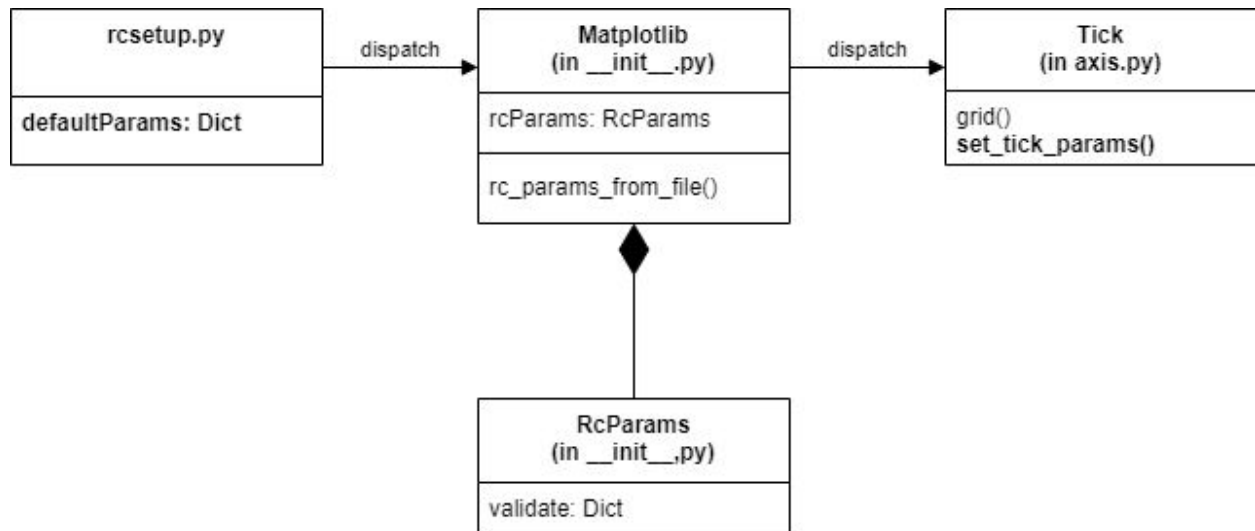 rcsetup.py
defaultParams: Dict
dispatch
Matplotlib
(in __init__.py)
rcParams: RcParams
rc_params_from_file()
dispatch
Tick
(in axis.py)
grid()
set_tick_params()
RcParams
(in __init__,py)
validate: Dict